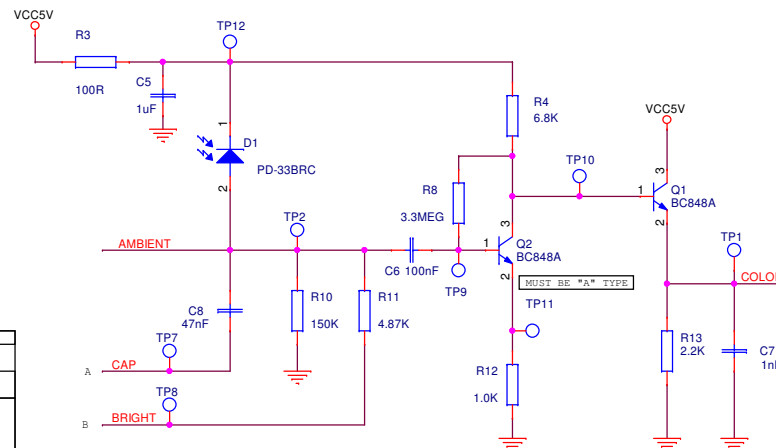 VCC5V
R3
100R
C5
1uF
TP12
1
D1
PD-33BRC
2
R4
6.8K
VCC5V
TP10
1
3
Q1
BC848A
2
R8
3.3MEG
TP2
AMBIENT
C6 100nF
1
3
Q2
BC848A
2
MUST BE "A" TYPE
TP9
TP11
TP1
COLO
C8
47nF
R10
150K
R11
4.87K
TP7
A
CAP
TP8
B
BRIGHT
R12
1.0K
R13
2.2K
C7